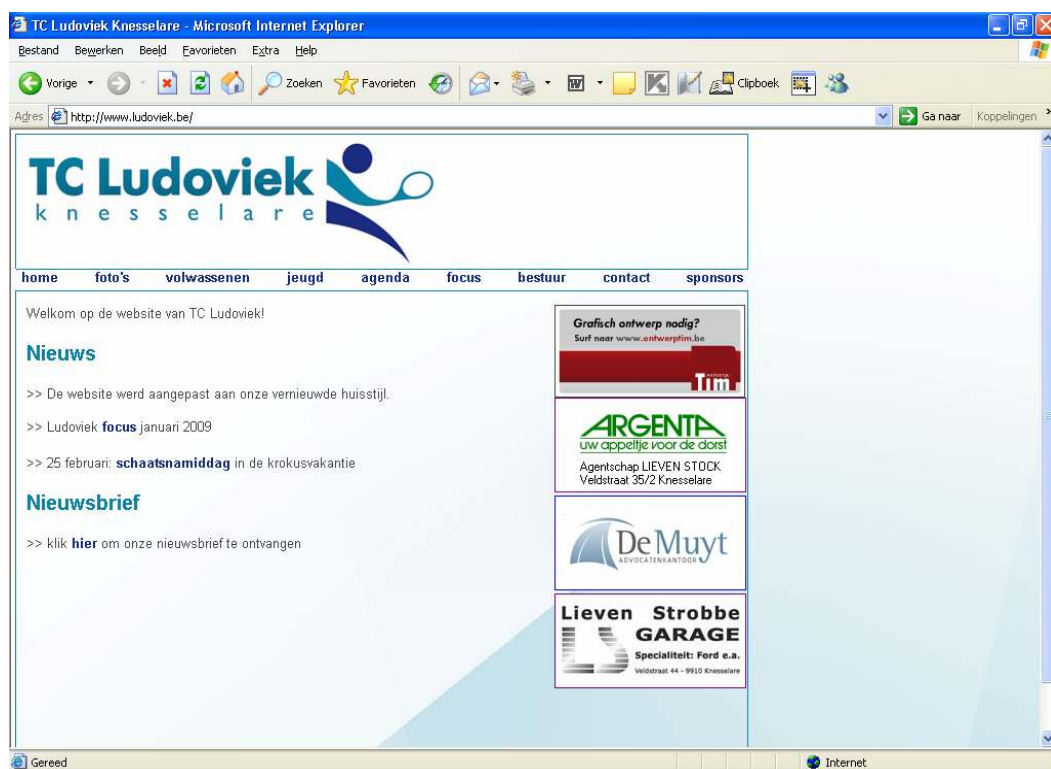 TC Ludoviek Knesselare - Microsoft Internet Explorer
Bestand Bewerken Beeld Favorieten Extra Help
Vorige Zoeken Favorieten Clipboek
Adres http://www.ludoviek.be/ Ga naar Koppelingen
TC Ludoviek
knesselare
home foto's volwassenen jeugd agenda focus bestuur contact sponsors
Welkom op de website van TC Ludoviek!
Nieuws
>> De website werd aangepast aan onze vernieuwde huisstijl.
>> Ludoviek focus januari 2009
>> 25 februari: schaatsnamiddag in de krokusvakantie
Nieuwsbrief
>> klik hier om onze nieuwsbrief te ontvangen
Grafisch ontwerp nodig?
Surf naar www.ontwerptim.be
Tim
ARGENTA
uw appeltje voor de dorst
Agentschap LIEVEN STOCK
Veldstraat 35/2 Knesselare
De Muyt
ADVOCATENKANTOOR
Lieven Strobbe
LS GARAGE
Specialiteit: Ford e.a.
Veldstraat 44 - 9910 Knesselare
Gereed Internet